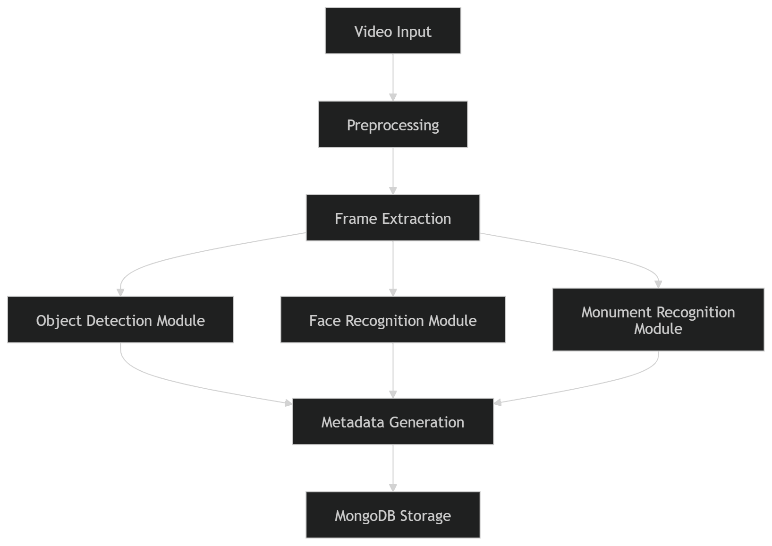 Video Input
Preprocessing
Frame Extraction
Object Detection Module
Face Recognition Module
Monument Recognition
Module
Metadata Generation
MongoDB Storage